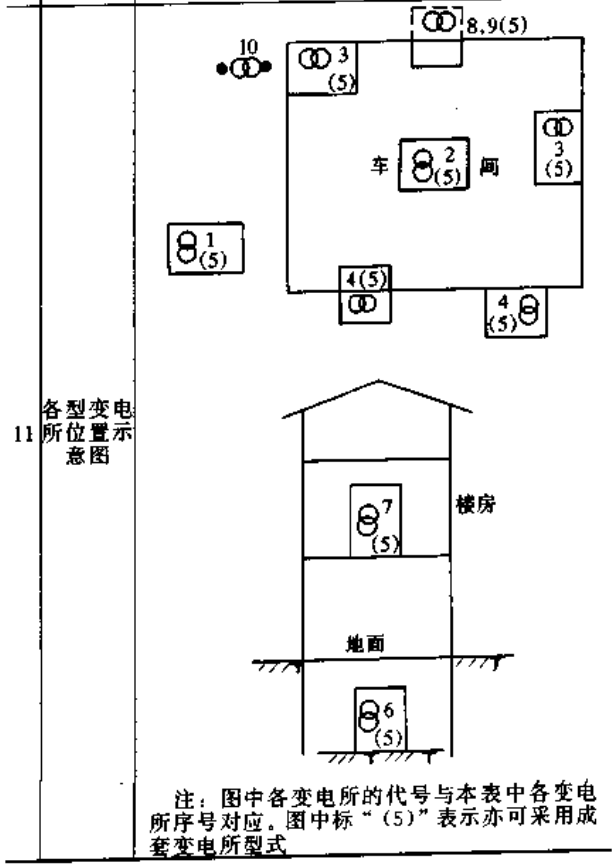 8,9(5)
10
3
(5)
车
2
(5)
间
3
(5)
1
(5)
4(5)
4
(5)
11
各型变电
所位置示
意图
7
(5)
楼房
地面
6
(5)
注：图中各变电所的代号与本表中各变电
所序号对应。图中标“(5)”表示亦可采用成
套变电所型式